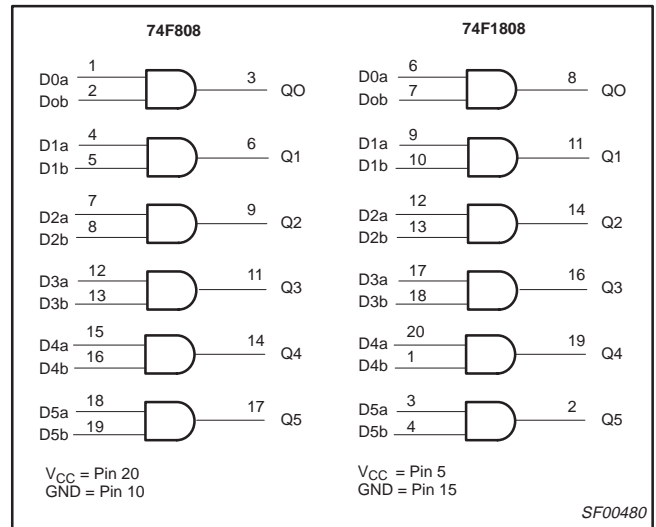 74F808
1
D0a
2
Dob
3
QO
4
D1a
5
D1b
6
Q1
7
D2a
8
D2b
9
Q2
12
D3a
13
D3b
11
Q3
15
D4a
16
D4b
14
Q4
18
D5a
19
D5b
17
Q5
VCC = Pin 20
GND = Pin 10
74F1808
6
D0a
7
Dob
8
QO
9
D1a
10
D1b
11
Q1
12
D2a
13
D2b
14
Q2
17
D3a
18
D3b
16
Q3
20
D4a
1
D4b
19
Q4
3
D5a
4
D5b
2
Q5
VCC = Pin 5
GND = Pin 15
SF00480